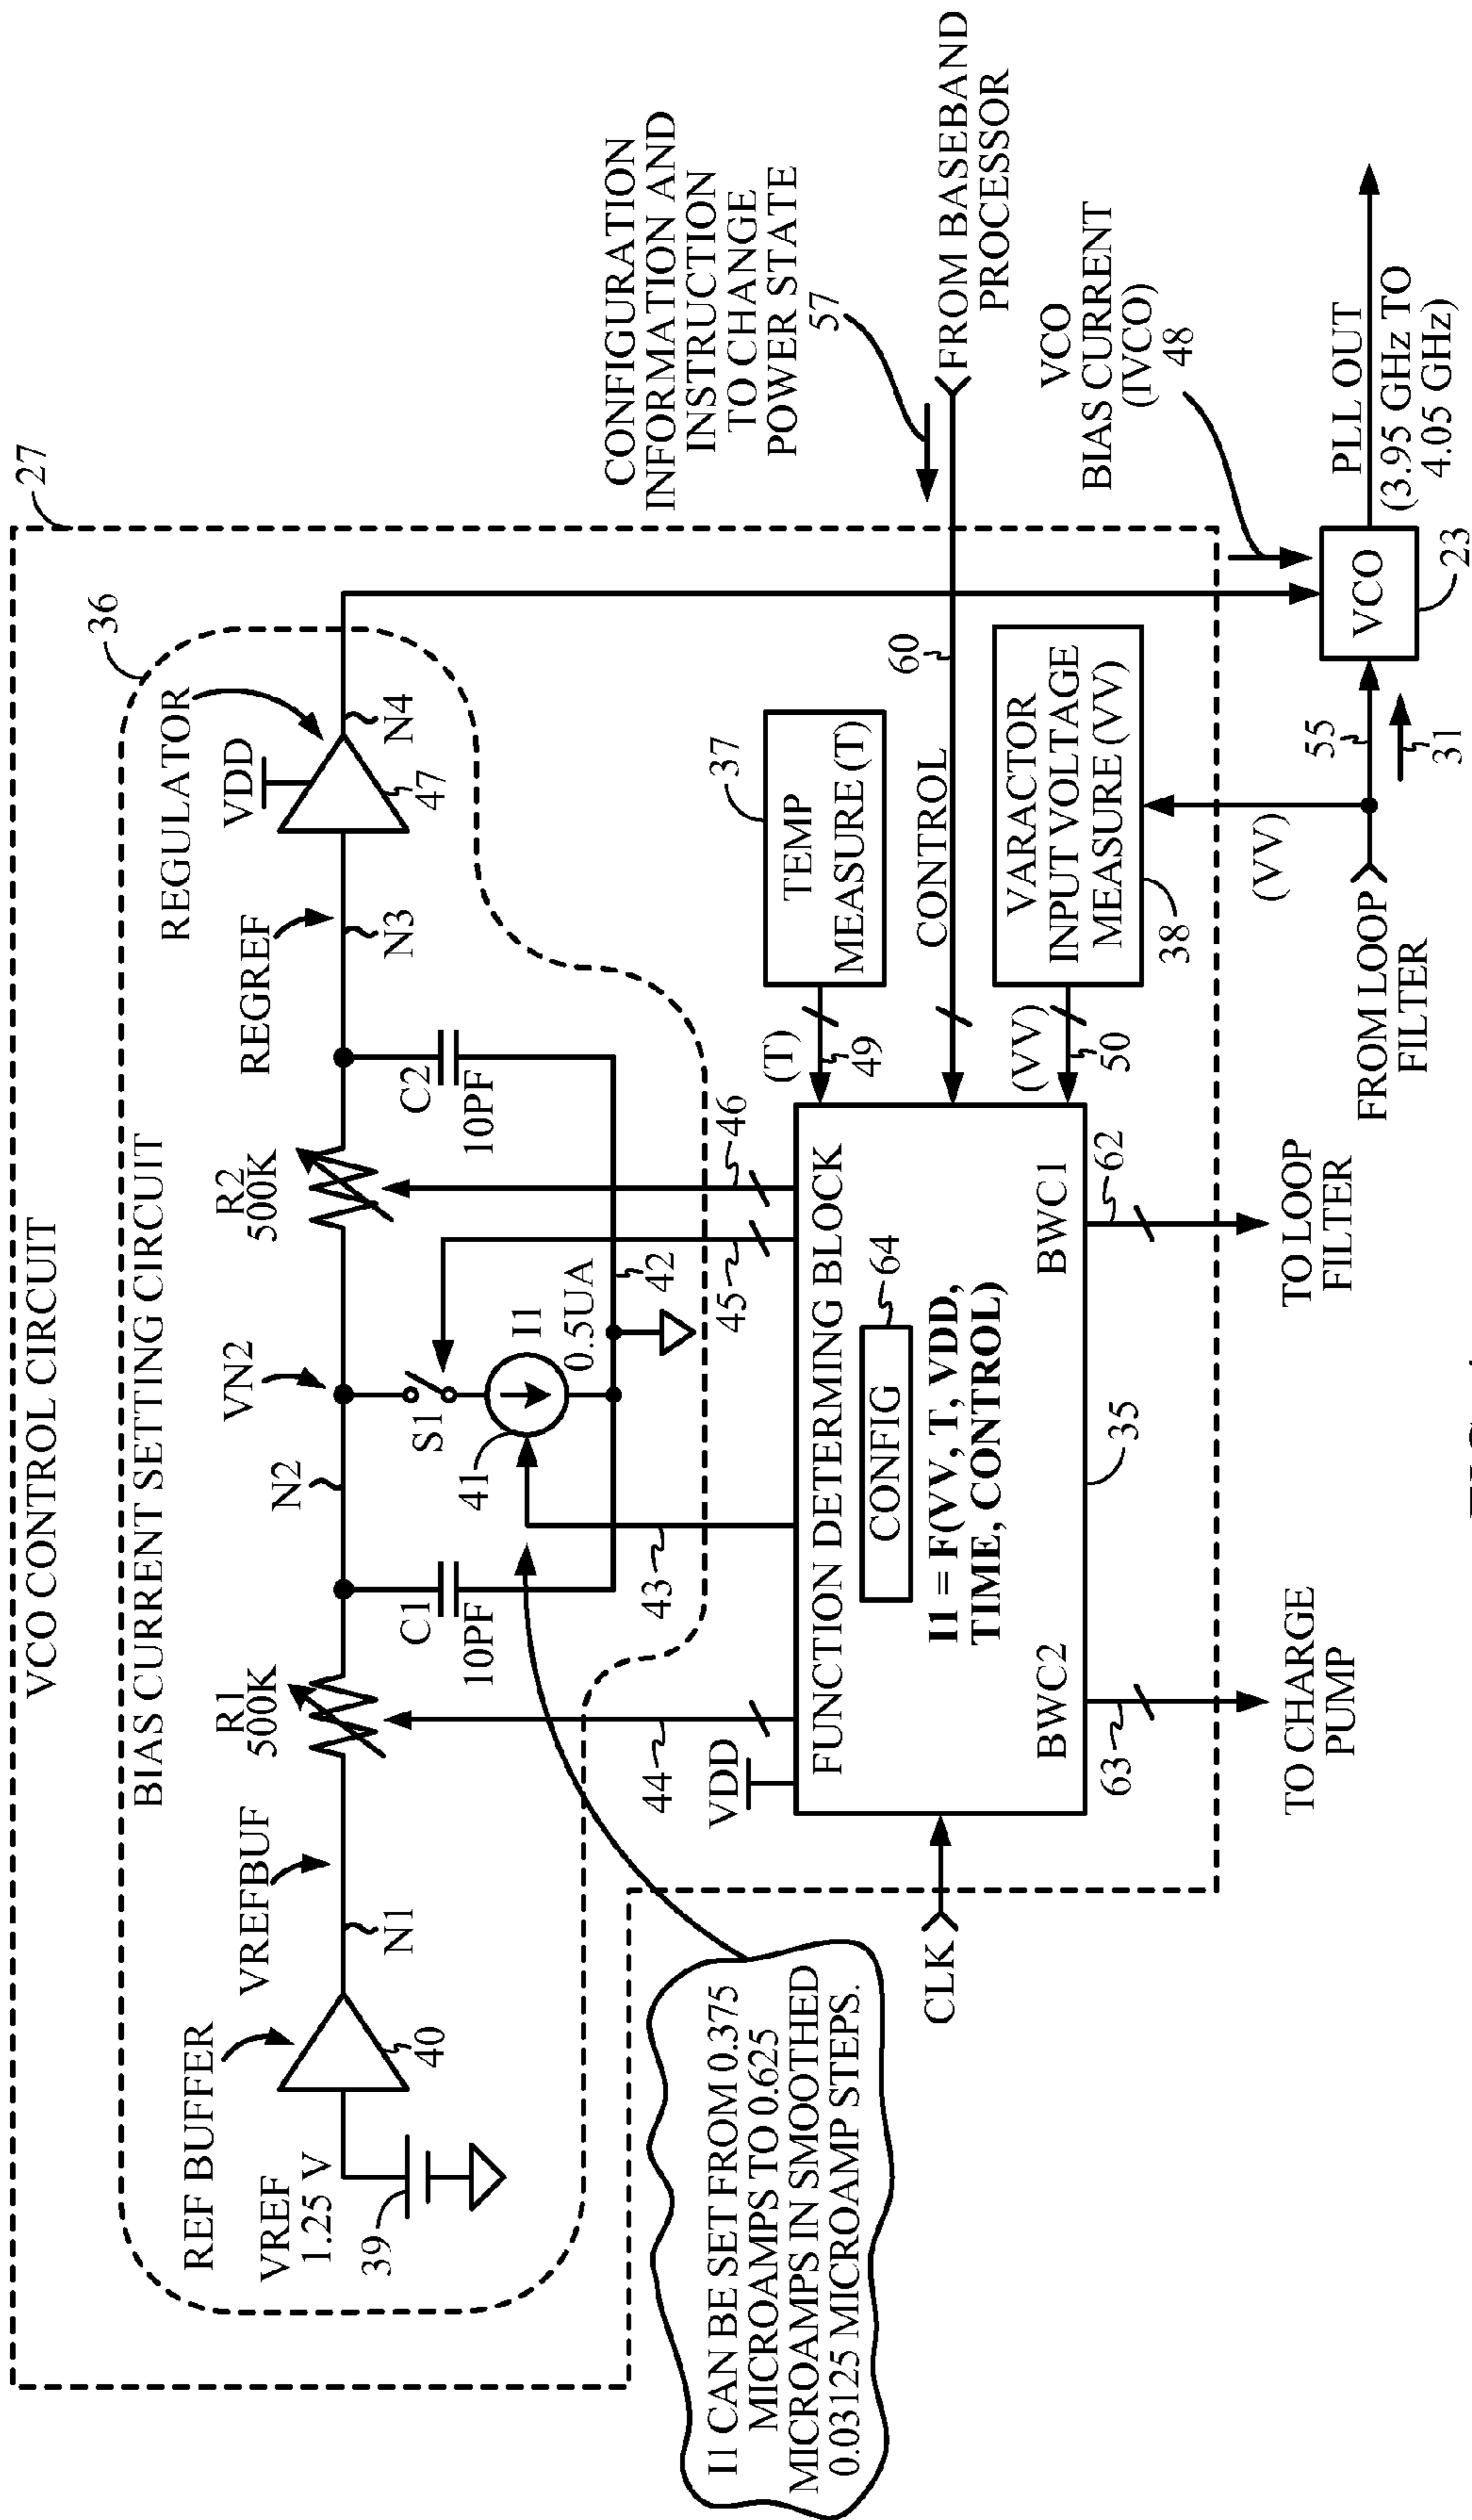 VCO CONTROL CIRCUIT
27
BIAS CURRENT SETTING CIRCUIT
36
REF BUFFER
VREF
1.25 V
39
40
VREFBUF
N1
R1
500K
C1
10PF
N2
VN2
S1
41
I1
0.5UA
42
R2
500K
C2
10PF
REGREF
N3
REGULATOR
VDD
47
N4
44
43
45
46
I1 CAN BE SET FROM 0.375
MICROAMPS TO 0.625
MICROAMPS IN SMOOTHED
0.03125 MICROAMP STEPS.
VDD
CLK
FUNCTION DETERMING BLOCK
CONFIG
64
I1 = F(VV, T, VDD,
TIME, CONTROL)
BWC2
BWC1
35
63
62
TO CHARGE
PUMP
TO LOOP
FILTER
(T)
49
TEMP
MEASURE (T)
37
CONTROL
60
(VV)
50
VARACTOR
INPUT VOLTAGE
MEASURE (VV)
38
(VV)
FROM LOOP
FILTER
55
31
CONFIGURATION
INFORMATION AND
INSTRUCTION
TO CHANGE
POWER STATE
57
FROM BASEBAND
PROCESSOR
VCO
BIAS CURRENT
(IVCO)
48
VCO
23
PLL OUT
(3.95 GHz TO
4.05 GHz)